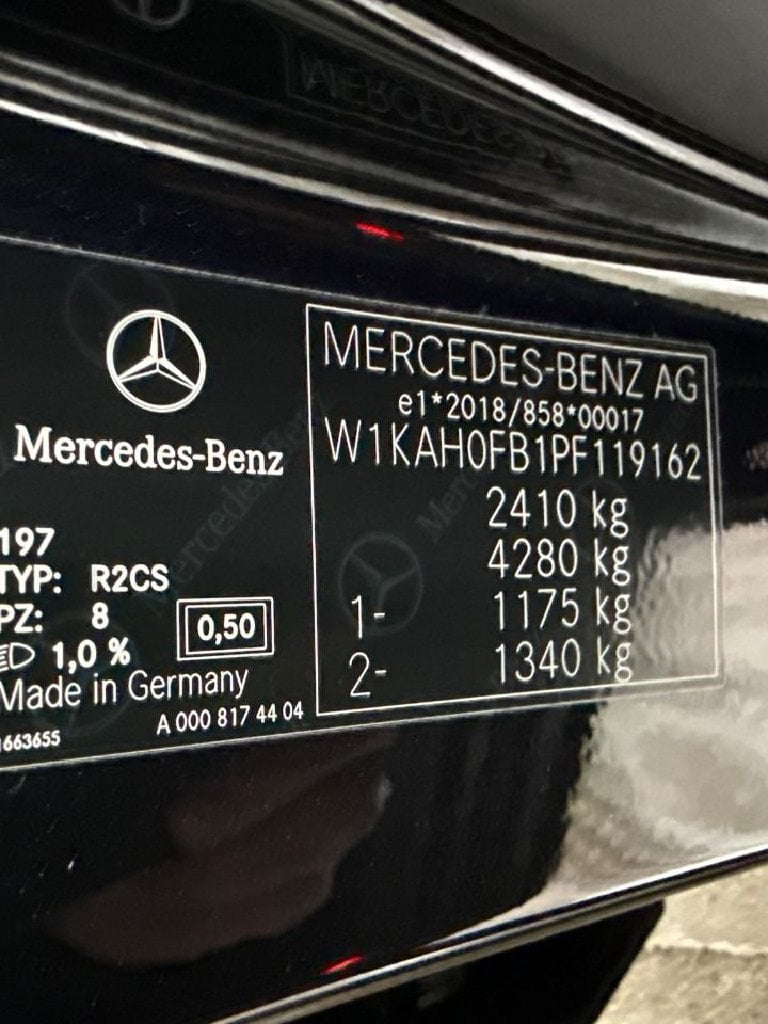 Mercedes-Benz
197
TYP: R2CS
PZ: 8
1,0 %
0,50
Made in Germany
A 000 817 44 04
663655
MERCEDES-BENZ AG
e1*2018/858*00017
W1KAH0FB1PF119162
2410 kg
4280 kg
1- 1175 kg
2- 1340 kg